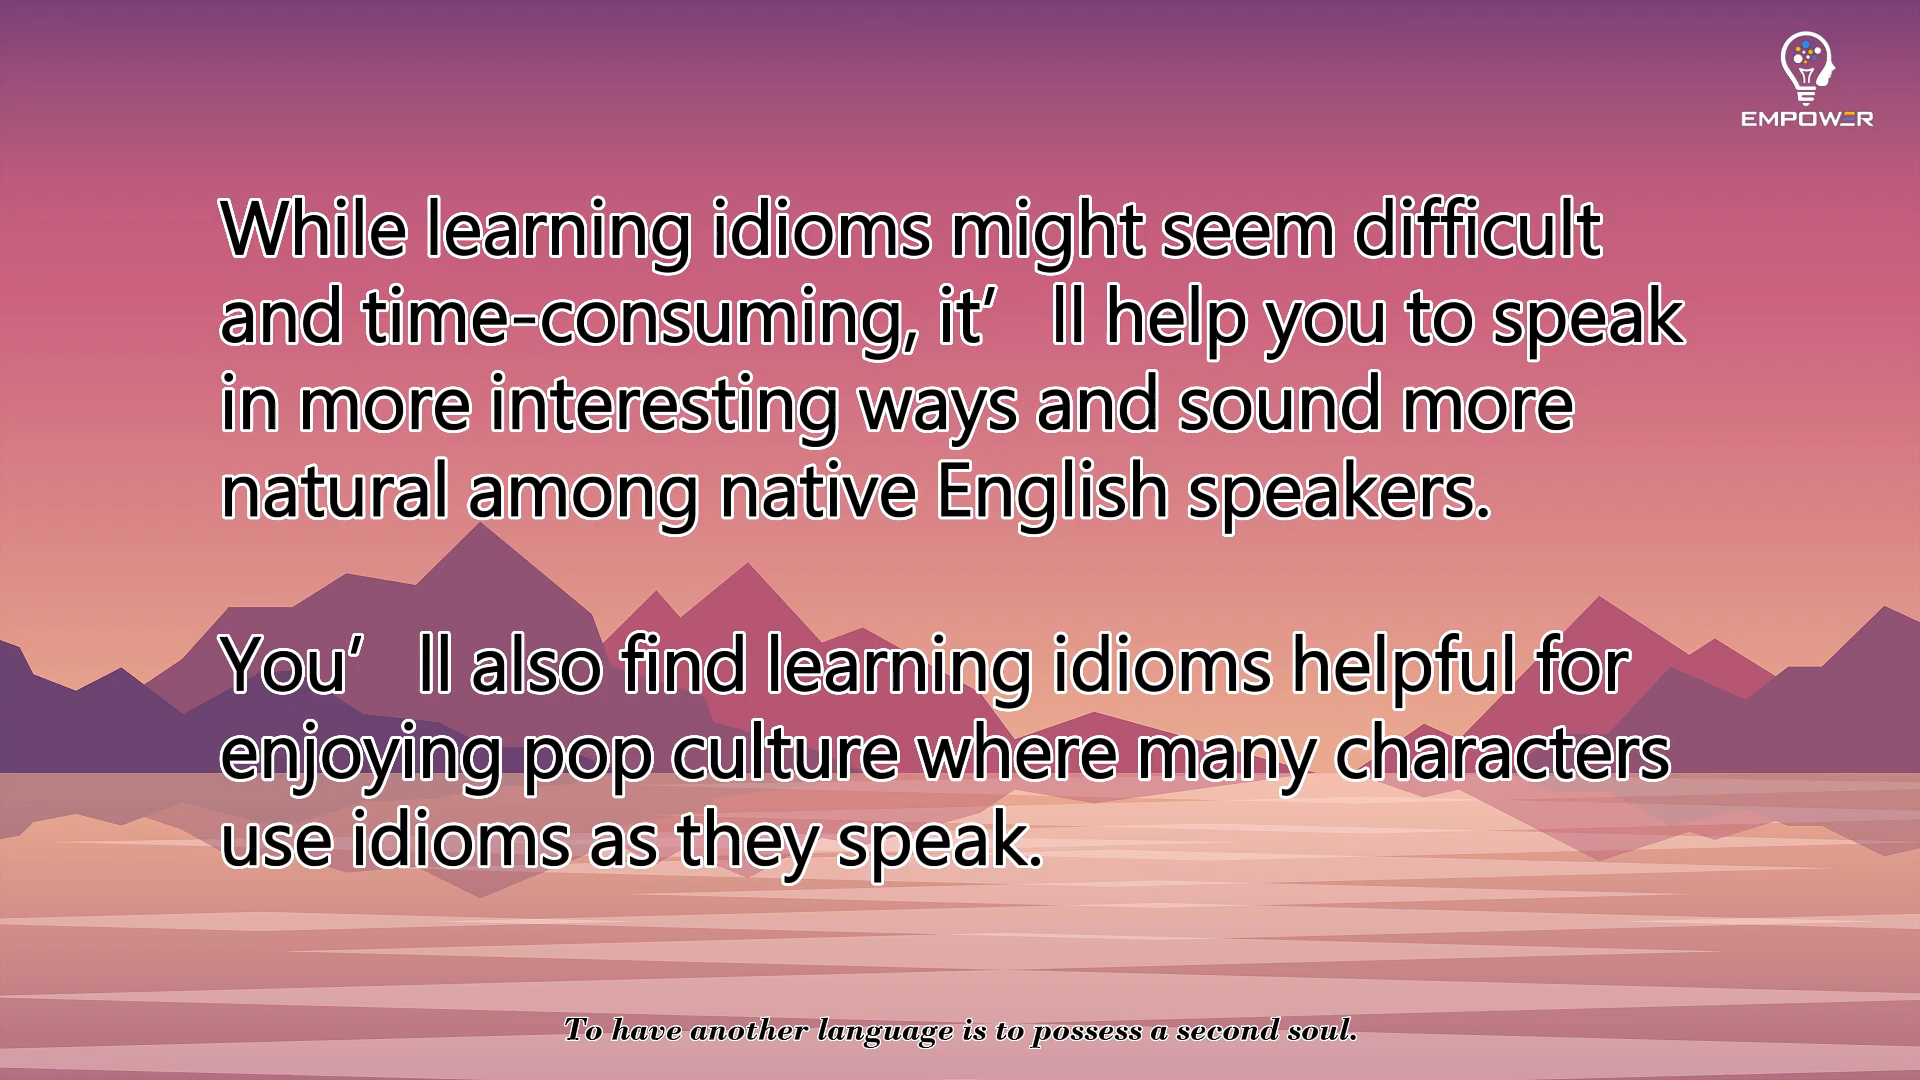 EMPOWER
While learning idioms might seem difficult
and time-consuming, it’ ll help you to speak
in more interesting ways and sound more
natural among native English speakers.
You’ ll also find learning idioms helpful for
enjoying pop culture where many characters
use idioms as they speak.
To have another language is to possess a second soul.